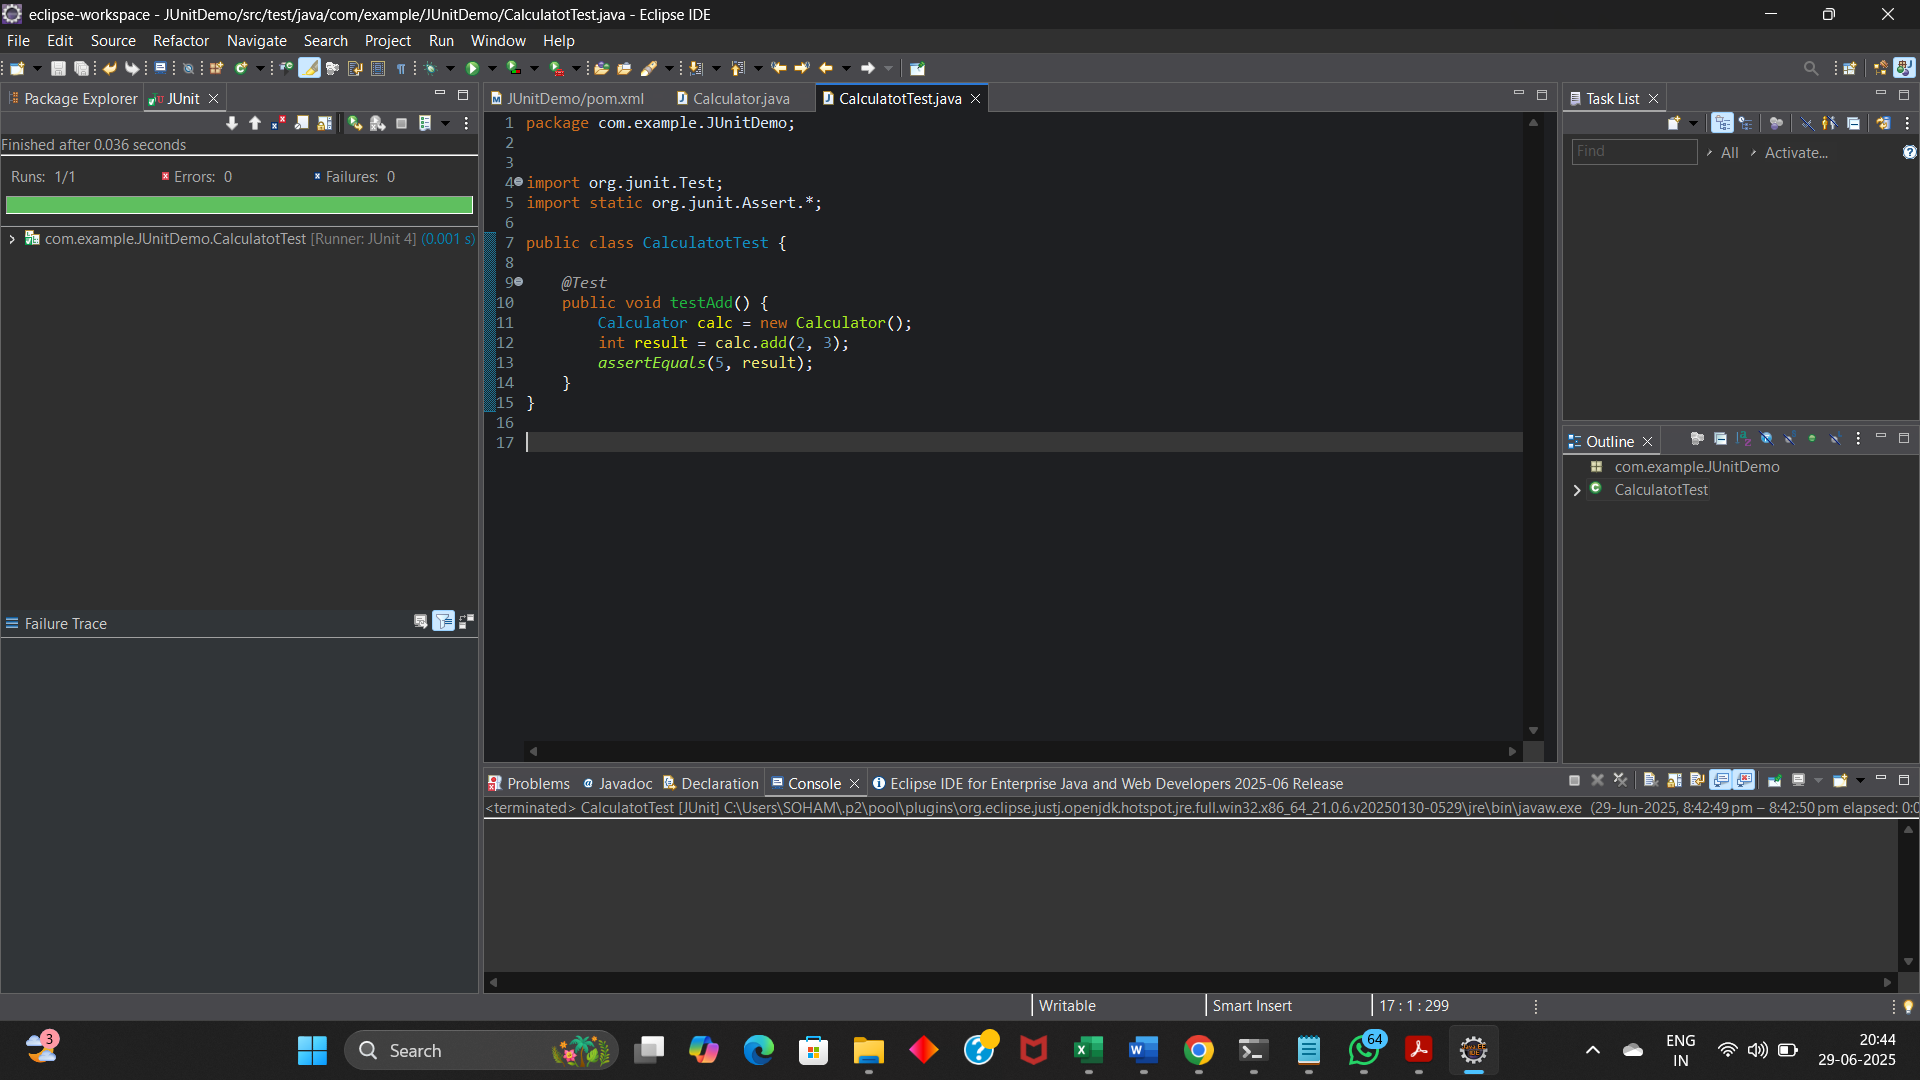 eclipse-workspace - JUnitDemo/src/test/java/com/example/JUnitDemo/CalculatotTest.java - Eclipse IDE
File Edit Source Refactor Navigate Search Project Run Window Help
Package Explorer JUnit
Finished after 0.036 seconds
Runs: 1/1 Errors: 0 Failures: 0
com.example.JUnitDemo.CalculatotTest [Runner: JUnit 4] (0.001 s)
Failure Trace
JUnitDemo/pom.xml Calculator.java CalculatotTest.java
1 package com.example.JUnitDemo;
2
3
4 import org.junit.Test;
5 import static org.junit.Assert.*;
6
7 public class CalculatotTest {
8
9 @Test
10 public void testAdd() {
11 Calculator calc = new Calculator();
12 int result = calc.add(2, 3);
13 assertEquals(5, result);
14 }
15 }
16
17
Task List
Find All Activate...
Outline
com.example.JUnitDemo
CalculatotTest
Problems Javadoc Declaration Console Eclipse IDE for Enterprise Java and Web Developers 2025-06 Release
<terminated> CalculatotTest [JUnit] C:\Users\SOHAM\.p2\pool\plugins\org.eclipse.justj.openjdk.hotspot.jre.full.win32.x86_64_21.0.6.v20250130-0529\jre\bin\javaw.exe (29-Jun-2025, 8:42:49 pm – 8:42:50 pm elapsed: 0:0
Writable Smart Insert 17 : 1 : 299
3
Search
64
ENG
IN
20:44
29-06-2025